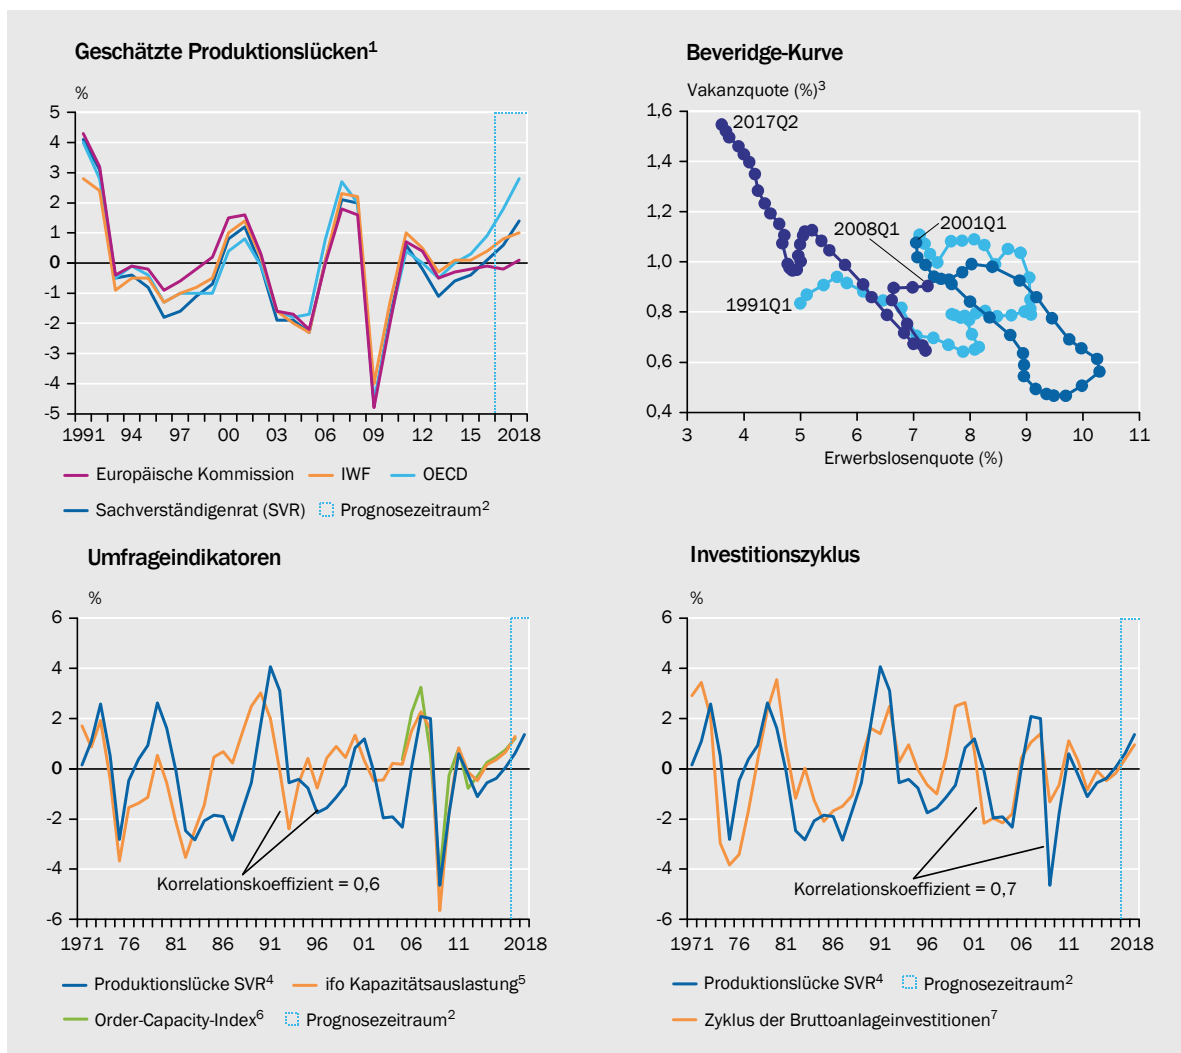 Geschätzte Produktionslücken¹
%
5
4
3
2
1
0
-1
-2
-3
-4
-5
1991 94 97 00 03 06 09 12 15 2018
Europäische Kommission IWF OECD
Sachverständigenrat (SVR) Prognosezeitraum²
Beveridge-Kurve
Vakanzquote (%)³
1,6
1,4
1,2
1,0
0,8
0,6
0,4
2017Q2
2008Q1
2001Q1
1991Q1
3 4 5 6 7 8 9 10 11
Erwerbslosenquote (%)
Umfrageindikatoren
%
6
4
2
0
-2
-4
-6
Korrelationskoeffizient = 0,6
1971 76 81 86 91 96 01 06 11 2018
Produktionslücke SVR⁴ ifo Kapazitätsauslastung⁵
Order-Capacity-Index⁶ Prognosezeitraum²
Investitionszyklus
%
6
4
2
0
-2
-4
-6
Korrelationskoeffizient = 0,7
1971 76 81 86 91 96 01 06 11 2018
Produktionslücke SVR⁴ Prognosezeitraum²
Zyklus der Bruttoanlageinvestitionen⁷